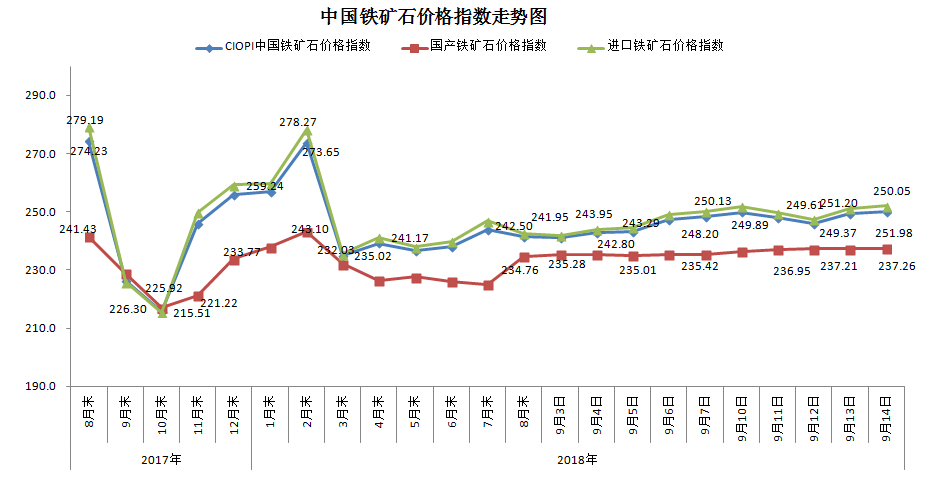 中国铁矿石价格指数走势图
CIOPI中国铁矿石价格指数
国产铁矿石价格指数
进口铁矿石价格指数
290.0
270.0
250.0
230.0
210.0
190.0
279.19
274.23
241.43
226.30
225.92
215.51
221.22
233.77
259.24
278.27
273.65
243.10
232.03
235.02
241.17
242.50
234.76
241.95
235.28
243.95
242.80
243.29
235.01
248.20
235.42
250.13
249.89
236.95
249.61
249.37
237.21
251.20
250.05
251.98
237.26
8月末
9月末
10月末
11月末
12月末
1月末
2月末
3月末
4月末
5月末
6月末
7月末
8月末
9月3日
9月4日
9月5日
9月6日
9月7日
9月10日
9月11日
9月12日
9月13日
9月14日
2017年
2018年